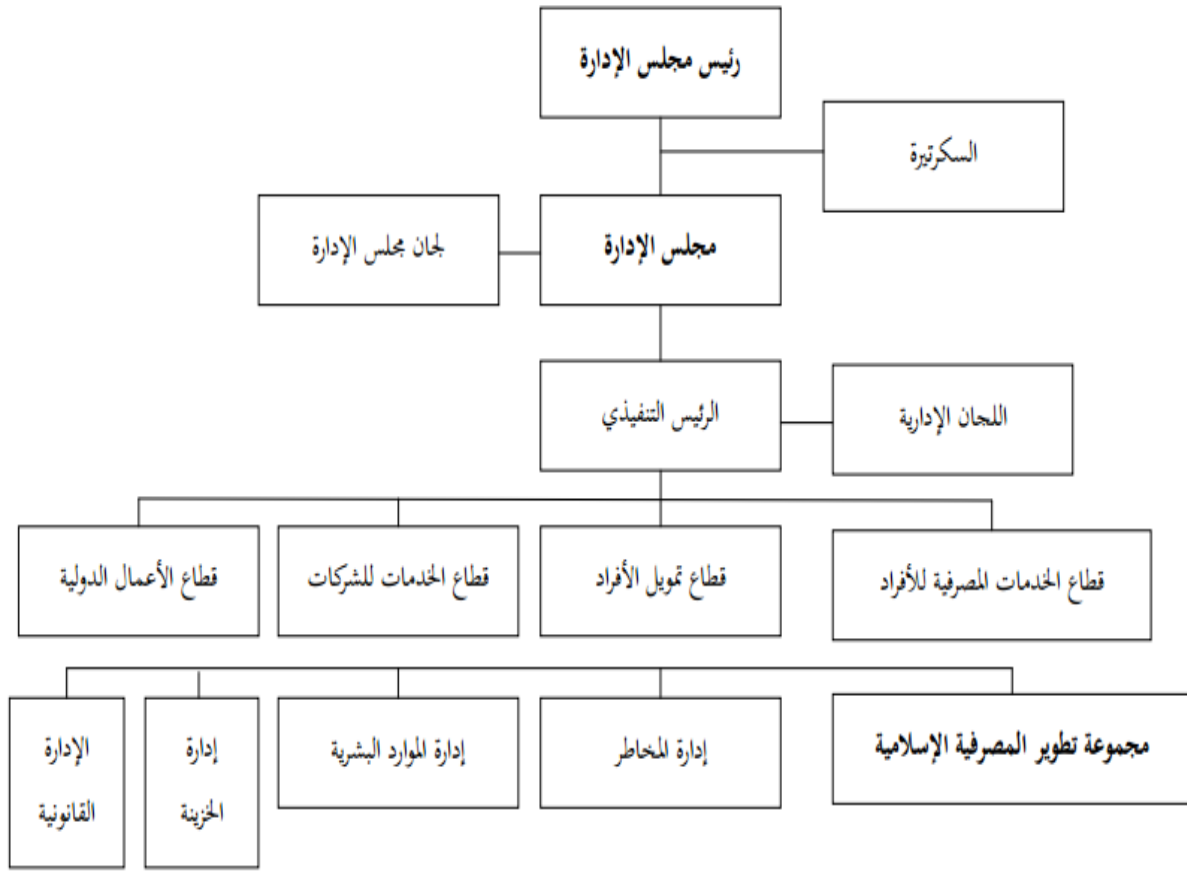 رئيس مجلس الإدارة
السكرتيرة
مجلس الإدارة
لجان مجلس الإدارة
الرئيس التنفيذي
اللجان الإدارية
قطاع الخدمات المصرفية للأفراد
قطاع تمويل الأفراد
قطاع الخدمات للشركات
قطاع الأعمال الدولية
مجموعة تطوير المصرفية الإسلامية
إدارة المخاطر
إدارة الموارد البشرية
إدارة
الخزينة
الإدارة
القانونية